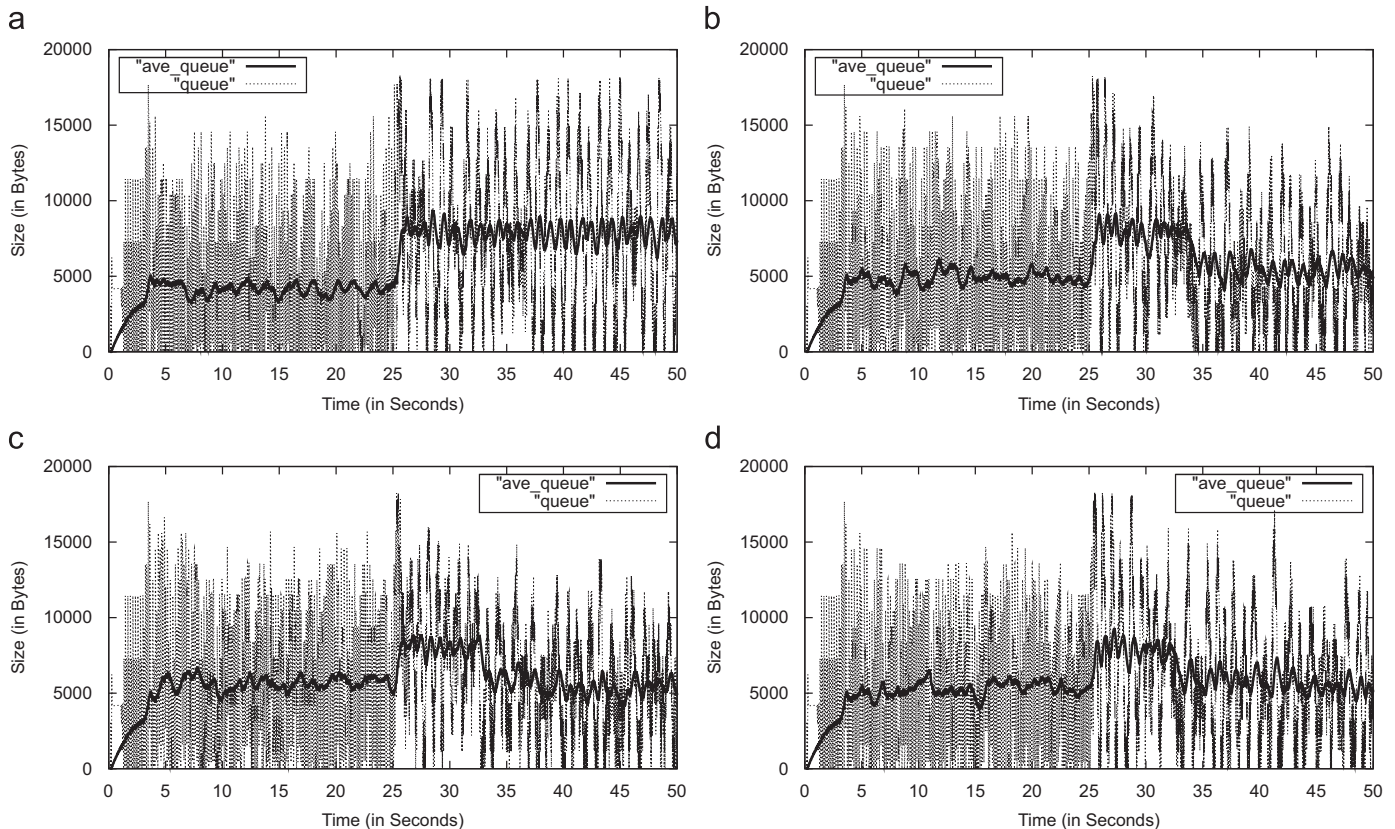 a
20000
15000
10000
5000
0
Size (in Bytes)
"ave_queue"
"queue"
0 5 10 15 20 25 30 35 40 45 50
Time (in Seconds)
b
20000
15000
10000
5000
0
Size (in Bytes)
"ave_queue"
"queue"
0 5 10 15 20 25 30 35 40 45 50
Time (in Seconds)
c
20000
15000
10000
5000
0
Size (in Bytes)
"ave_queue"
"queue"
0 5 10 15 20 25 30 35 40 45 50
Time (in Seconds)
d
20000
15000
10000
5000
0
Size (in Bytes)
"ave_queue"
"queue"
0 5 10 15 20 25 30 35 40 45 50
Time (in Seconds)